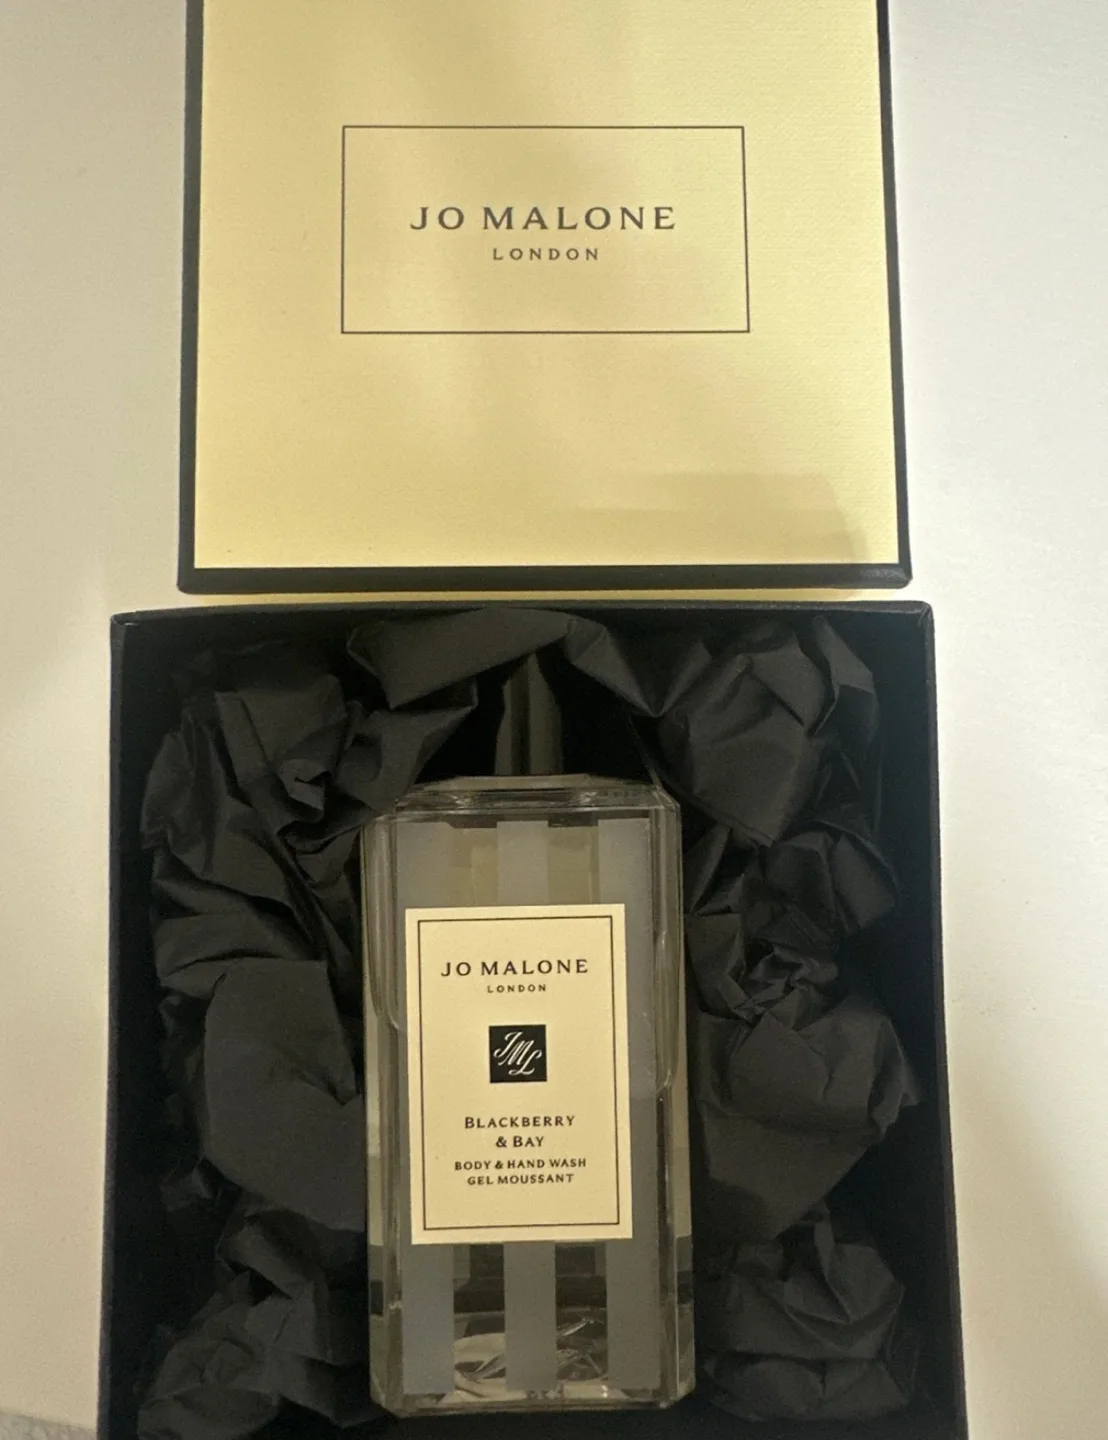 JO MALONE
LONDON
JO MALONE
LONDON
JML
BLACKBERRY
& BAY
BODY & HAND WASH
GEL MOUSSANT